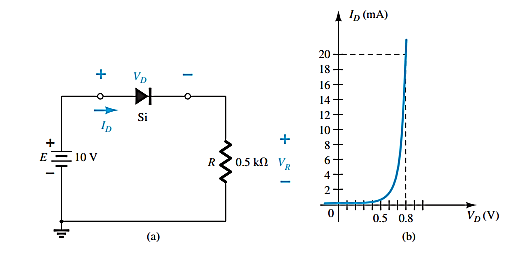 + V_D −
Si
I_D
+
E 10 V
−
R 0.5 kΩ
+
V_R
−
(a)
I_D (mA)
20
18
16
14
12
10
8
6
4
2
0
0.5 0.8
V_D (V)
(b)